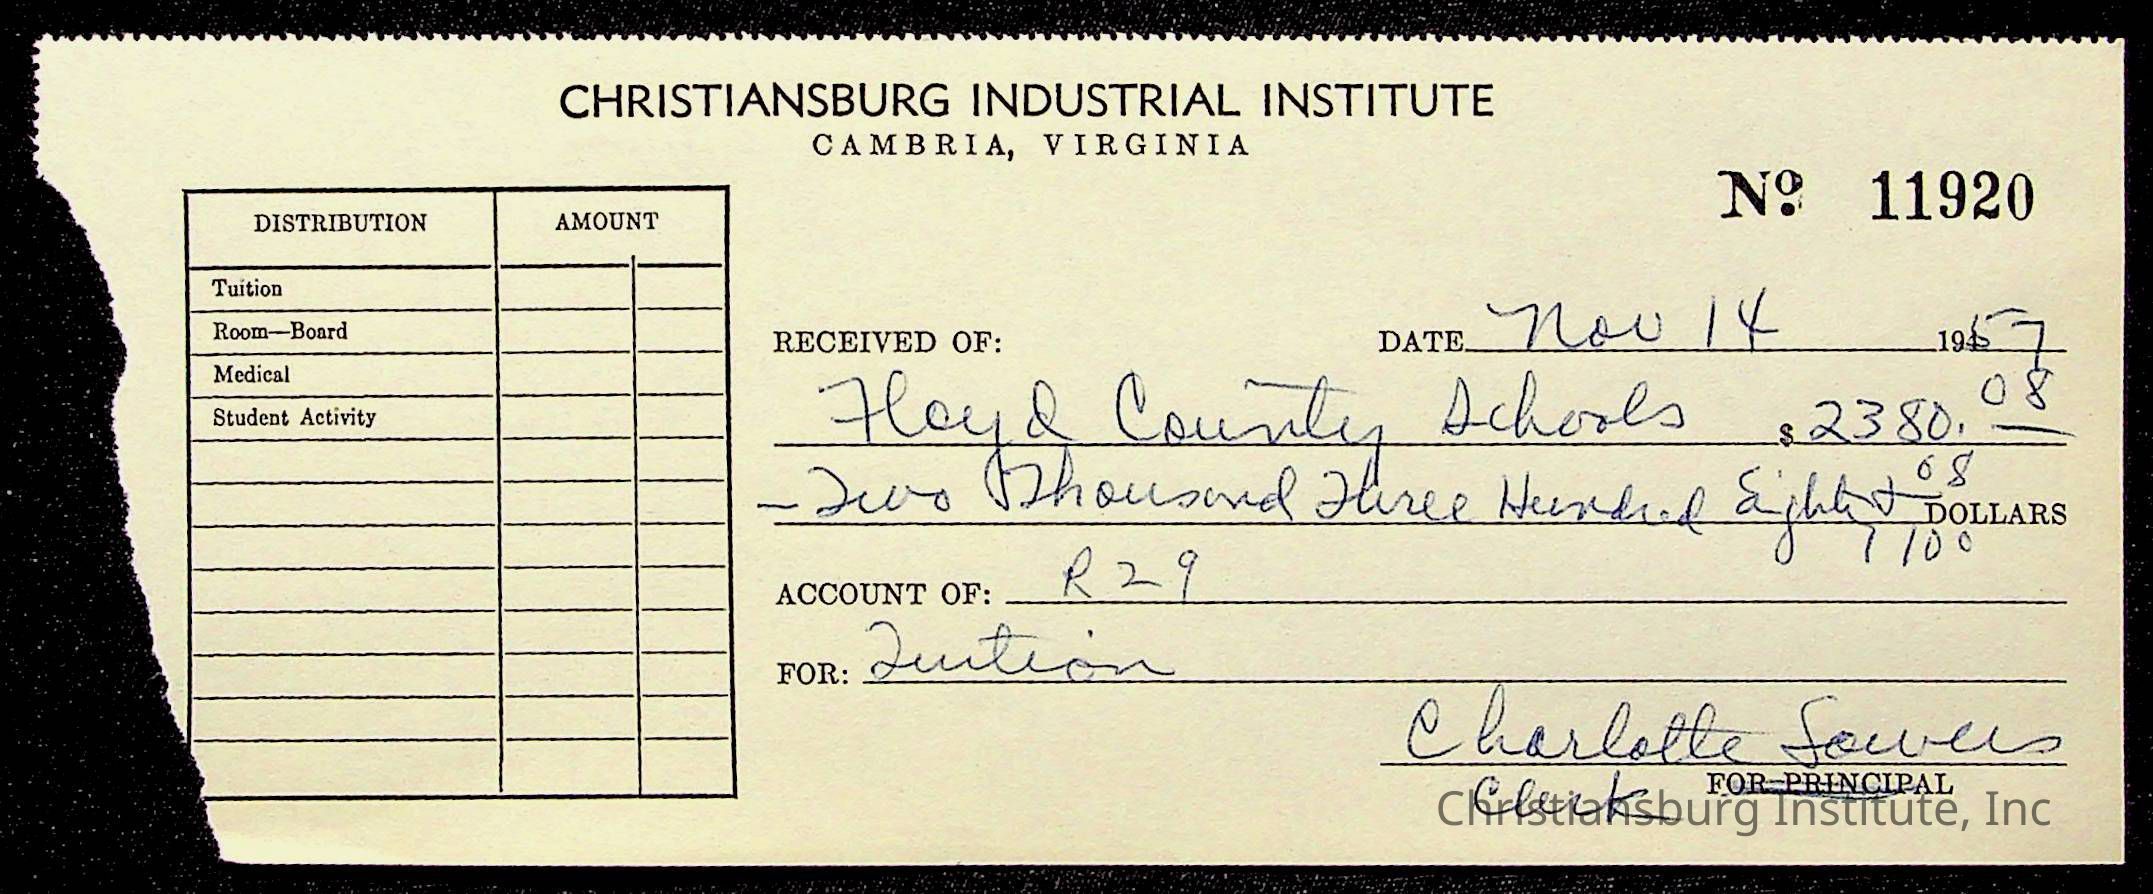 CHRISTIANSBURG INDUSTRIAL INSTITUTE
CAMBRIA, VIRGINIA
Nº 11920
DISTRIBUTION AMOUNT
Tuition
Room—Board
Medical
Student Activity
RECEIVED OF: DATE Nov 14 1957
Floyd County Schools $ 2380. 08
— Two Thousand Three Hundred Eighty + 08/100 DOLLARS
ACCOUNT OF: R29
FOR: Tuition
Charlotte Sowers
Clerk FOR PRINCIPAL
Christiansburg Institute, Inc